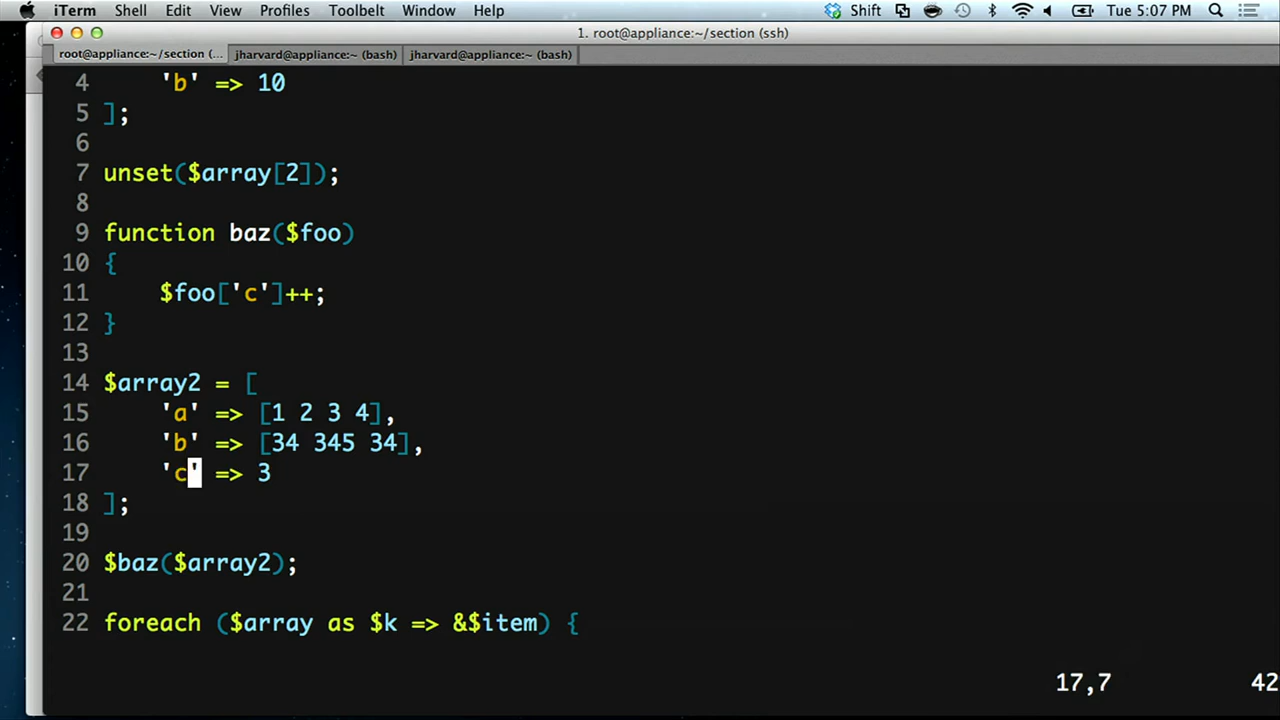 iTerm Shell Edit View Profiles Toolbelt Window Help Shift Tue 5:07 PM
1. root@appliance:~/section (ssh)
root@appliance:~/section (... jharvard@appliance:~ (bash) jharvard@appliance:~ (bash)
4 'b' => 10
5 ];
6
7 unset($array[2]);
8
9 function baz($foo)
10 {
11 $foo['c']++;
12 }
13
14 $array2 = [
15 'a' => [1 2 3 4],
16 'b' => [34 345 34],
17 'c' => 3
18 ];
19
20 $baz($array2);
21
22 foreach ($array as $k => &$item) {
17,7 42